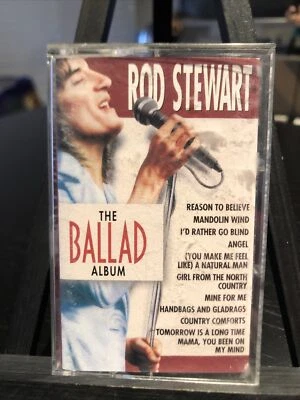 ROD STEWART
THE
BALLAD
ALBUM
REASON TO BELIEVE
MANDOLIN WIND
I'D RATHER GO BLIND
ANGEL
(YOU MAKE ME FEEL
LIKE) A NATURAL MAN
GIRL FROM THE NORTH
COUNTRY
MINE FOR ME
HANDBAGS AND GLADRAGS
COUNTRY COMFORTS
TOMORROW IS A LONG TIME
MAMA, YOU BEEN ON
MY MIND